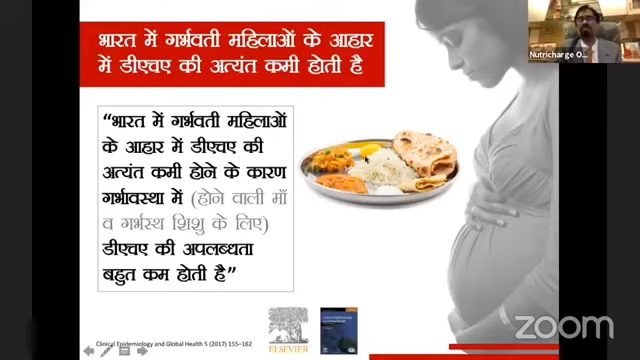 भारत में गर्भवती महिलाओं के आहार
में डीएचए की अत्यंत कमी होती है
Nutricharge O...
“भारत में गर्भवती महिलाओं
के आहार में डीएचए की
अत्यंत कमी होने के कारण
गर्भावस्था में (होने वाली माँ
व गर्भस्थ शिशु के लिए)
डीएचए की अपलब्धता
बहुत कम होती है”
ELSEVIER
Clinical Epidemiology and Global Health 5 (2017) 155–162
zoom